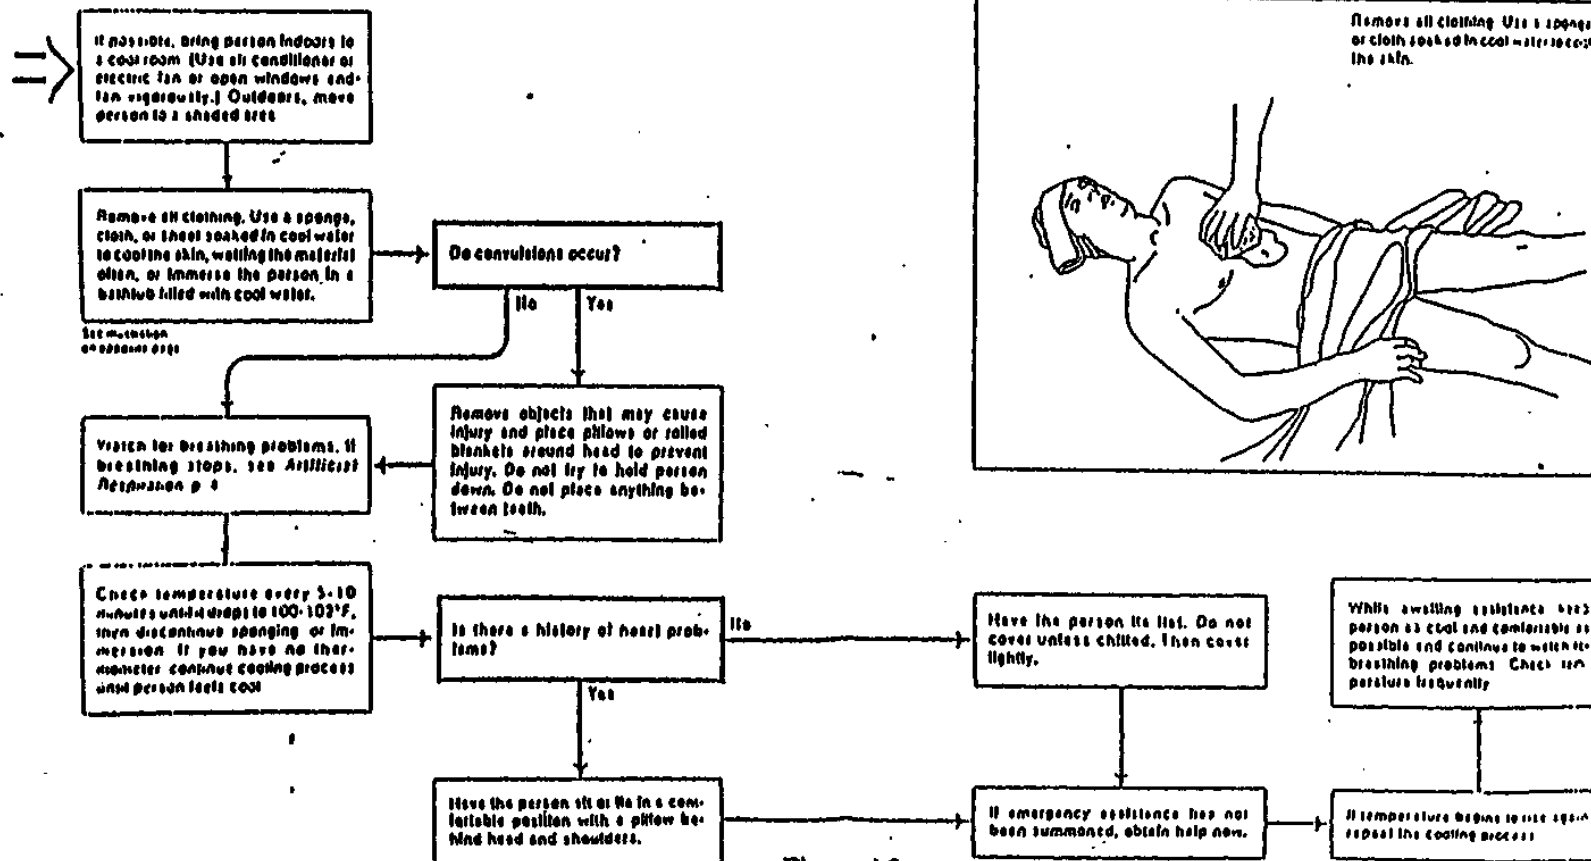 If possible, bring person indoors to
a cool room (Use air conditioner or
electric fan or open windows and
fan vigorously.) Outdoors, move
person to a shaded area
Remove all clothing. Use a sponge,
cloth, or sheet soaked in cool water
to cool the skin, wetting the material
often, or immerse the person in a
bathtub filled with cool water.
See
page
Do convulsions occur?
No
Yes
Watch for breathing problems. If
breathing stops, see Artificial
Respiration p 4
Remove objects that may cause
injury and place pillows or rolled
blankets around head to prevent
injury. Do not try to hold person
down. Do not place anything be-
tween teeth.
Check temperature every 5-10
minutes until it drops to 100-102°F,
then discontinue sponging or im-
mersion If you have no ther-
mometer continue cooling process
until person feels cool
Is there a history of heart prob-
lems?
No
Yes
Have the person sit or lie in a com-
fortable position with a pillow be-
hind head and shoulders.
Have the person lie flat. Do not
cover unless chilled. Then cover
lightly.
If emergency assistance has not
been summoned, obtain help now.
If temperature begins to rise again
repeat the cooling process
While awaiting assistance keep
person as cool and comfortable as
possible and continue to watch for
breathing problems Check tem
perature frequently
Remove all clothing Use a sponge
or cloth soaked in cool water to cool
the skin.